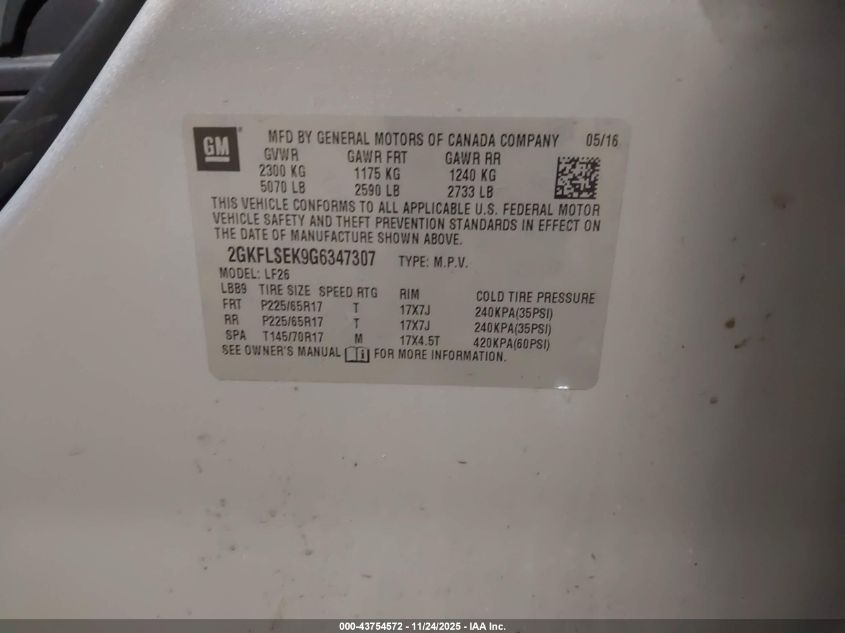 GM
MFD BY GENERAL MOTORS OF CANADA COMPANY 05/16
GVWR GAWR FRT GAWR RR
2300 KG 1175 KG 1240 KG
5070 LB 2590 LB 2733 LB
THIS VEHICLE CONFORMS TO ALL APPLICABLE U.S. FEDERAL MOTOR
VEHICLE SAFETY AND THEFT PREVENTION STANDARDS IN EFFECT ON
THE DATE OF MANUFACTURE SHOWN ABOVE.
2GKFLSEK9G6347307 TYPE: M.P.V.
MODEL: LF26
LBB9 TIRE SIZE SPEED RTG RIM COLD TIRE PRESSURE
FRT P225/65R17 T 17X7J 240KPA(35PSI)
RR P225/65R17 T 17X7J 240KPA(35PSI)
SPA T145/70R17 M 17X4.5T 420KPA(60PSI)
SEE OWNER'S MANUAL FOR MORE INFORMATION.
000-43754572 - 11/24/2025 - IAA Inc.